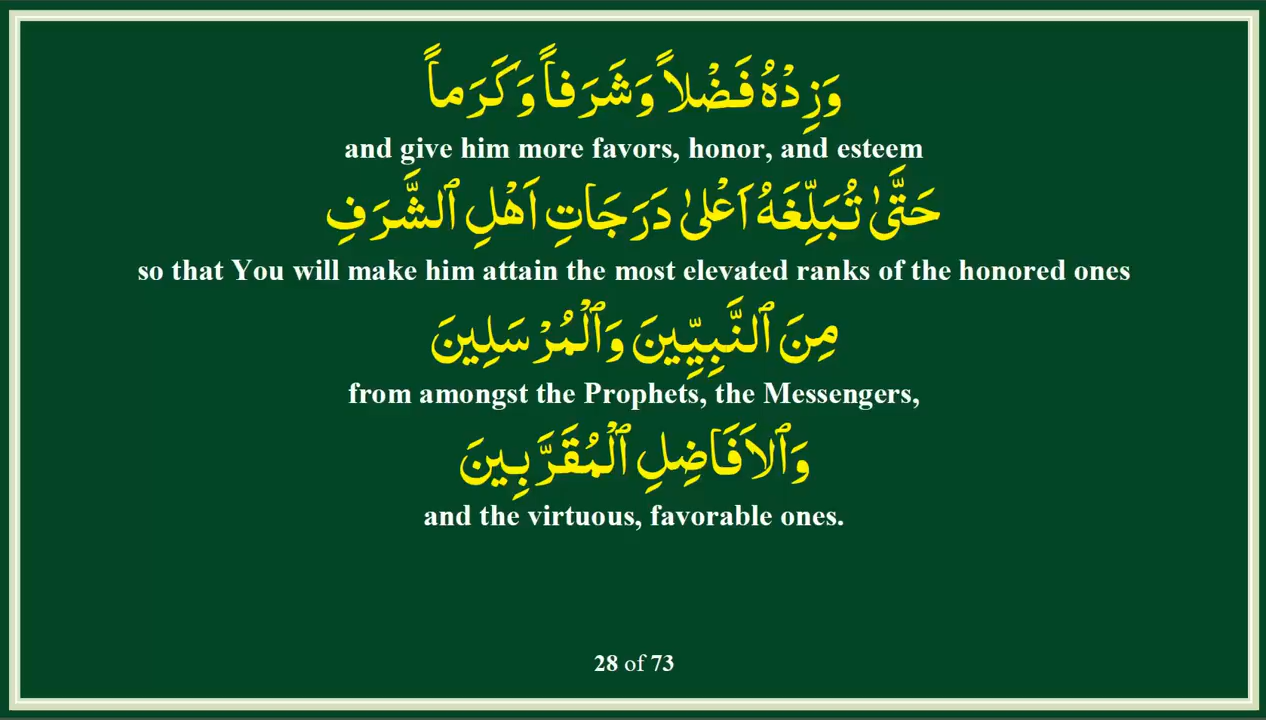 وَزِدْهُ فَضْلاً وَشَرَفاً وَكَرَماً
and give him more favors, honor, and esteem
حَتَّىٰ تُبَلِّغَهُ اَعْلىٰ دَرَجَاتِ اَهْلِ ٱلشَّرَفِ
so that You will make him attain the most elevated ranks of the honored ones
مِنَ ٱلنَّبِيِّينَ وَٱلْمُرْسَلِينَ
from amongst the Prophets, the Messengers,
وَٱلاَفَاضِلِ ٱلْمُقَرَّبِينَ
and the virtuous, favorable ones.
28 of 73